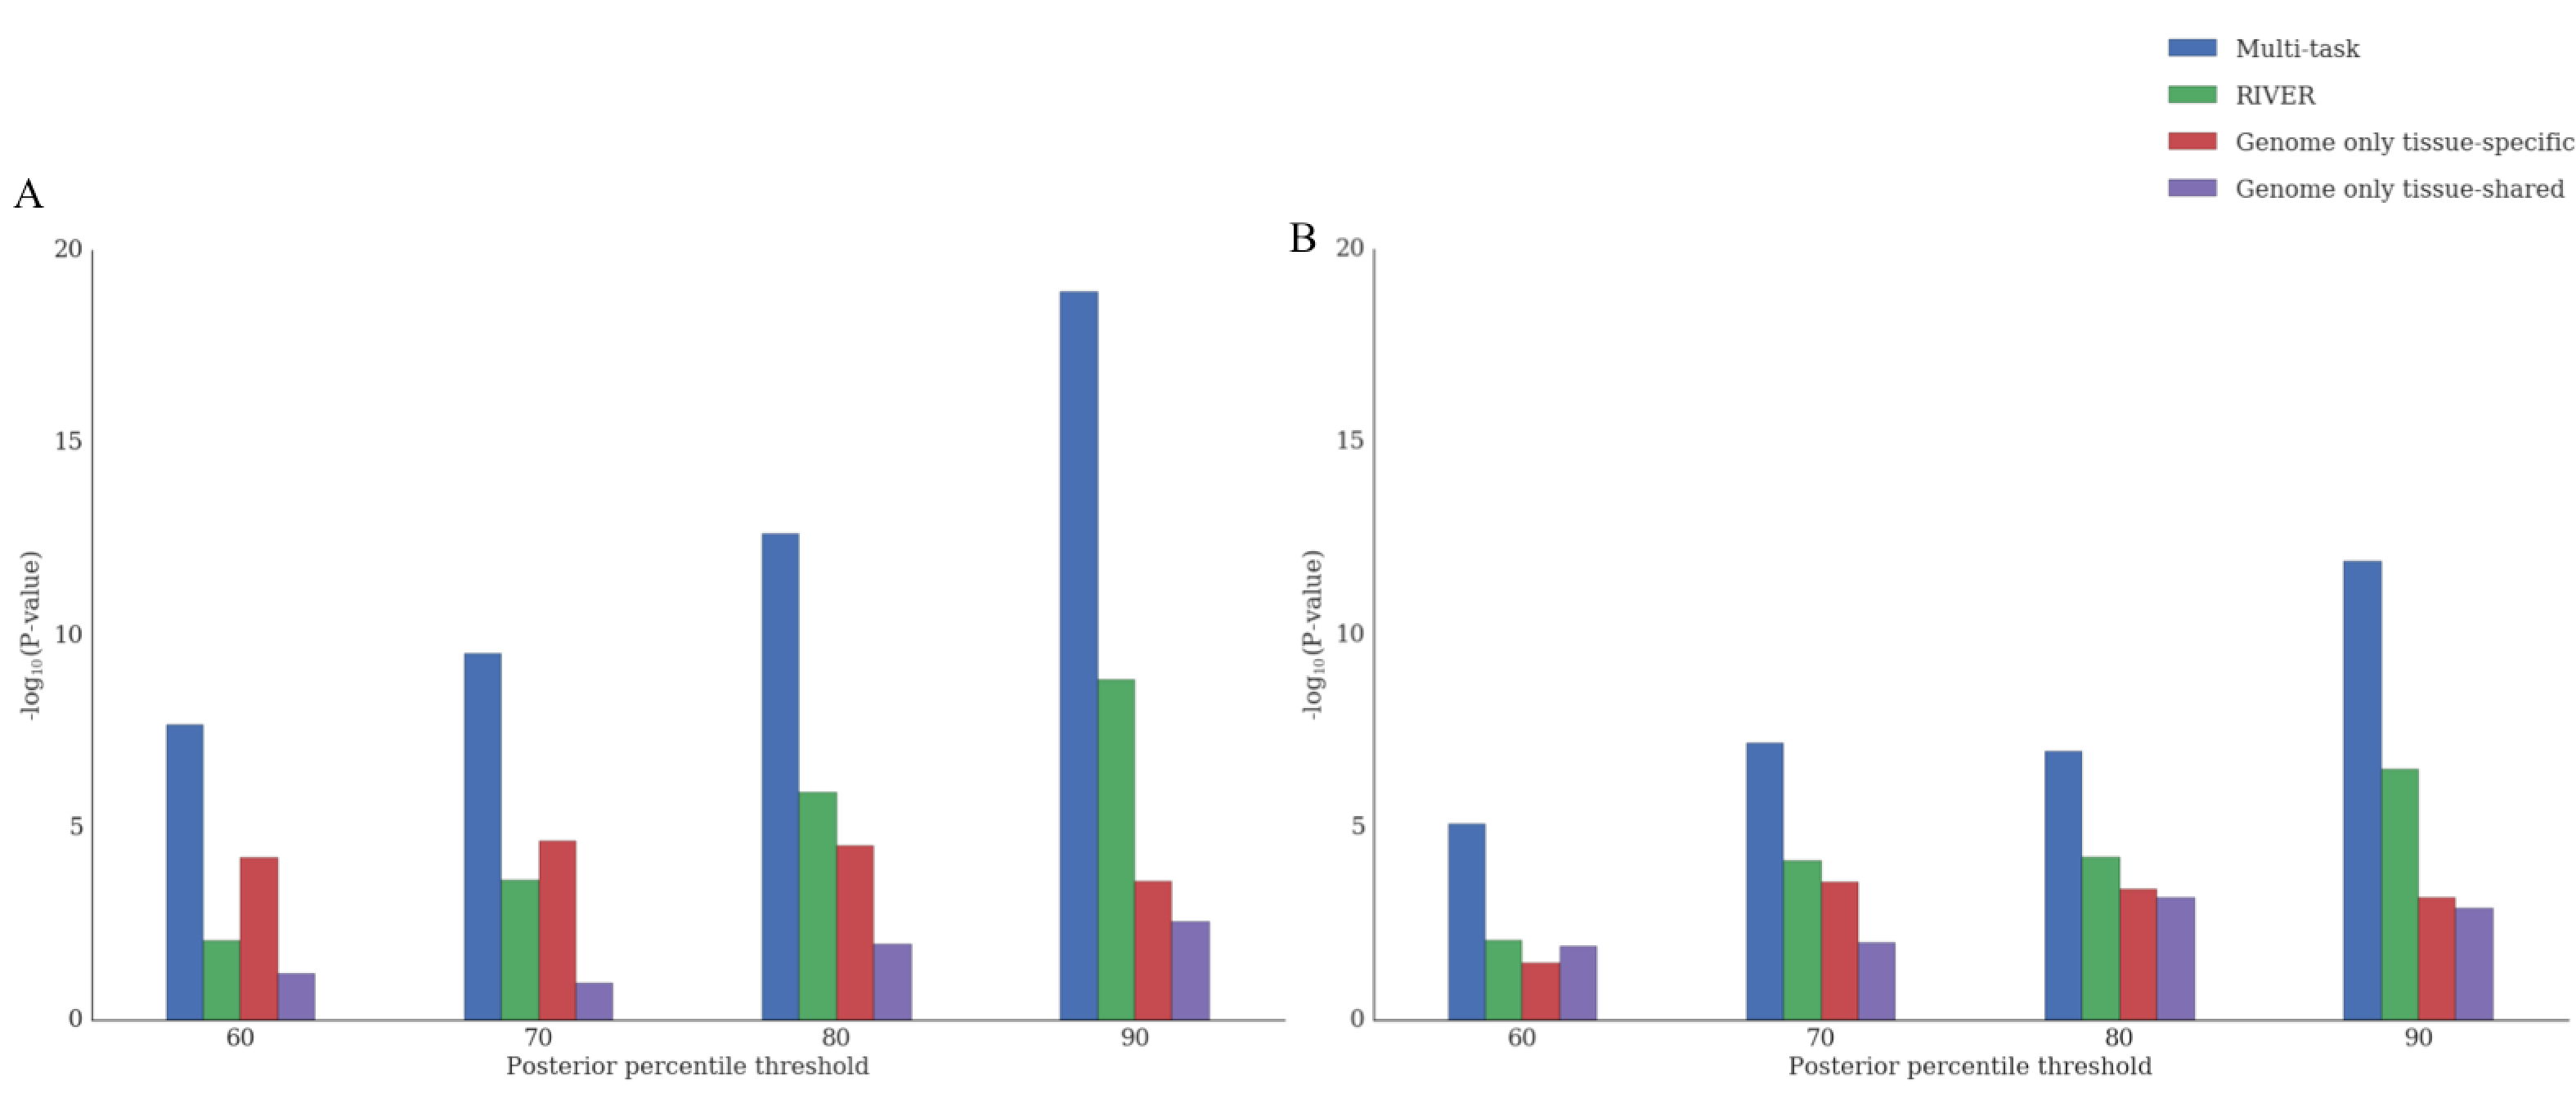 Multi-task
RIVER
Genome only tissue-specific
Genome only tissue-shared
A
20
15
10
5
0
-log₁₀(P-value)
60 70 80 90
Posterior percentile threshold
B
20
15
10
5
0
-log₁₀(P-value)
60 70 80 90
Posterior percentile threshold